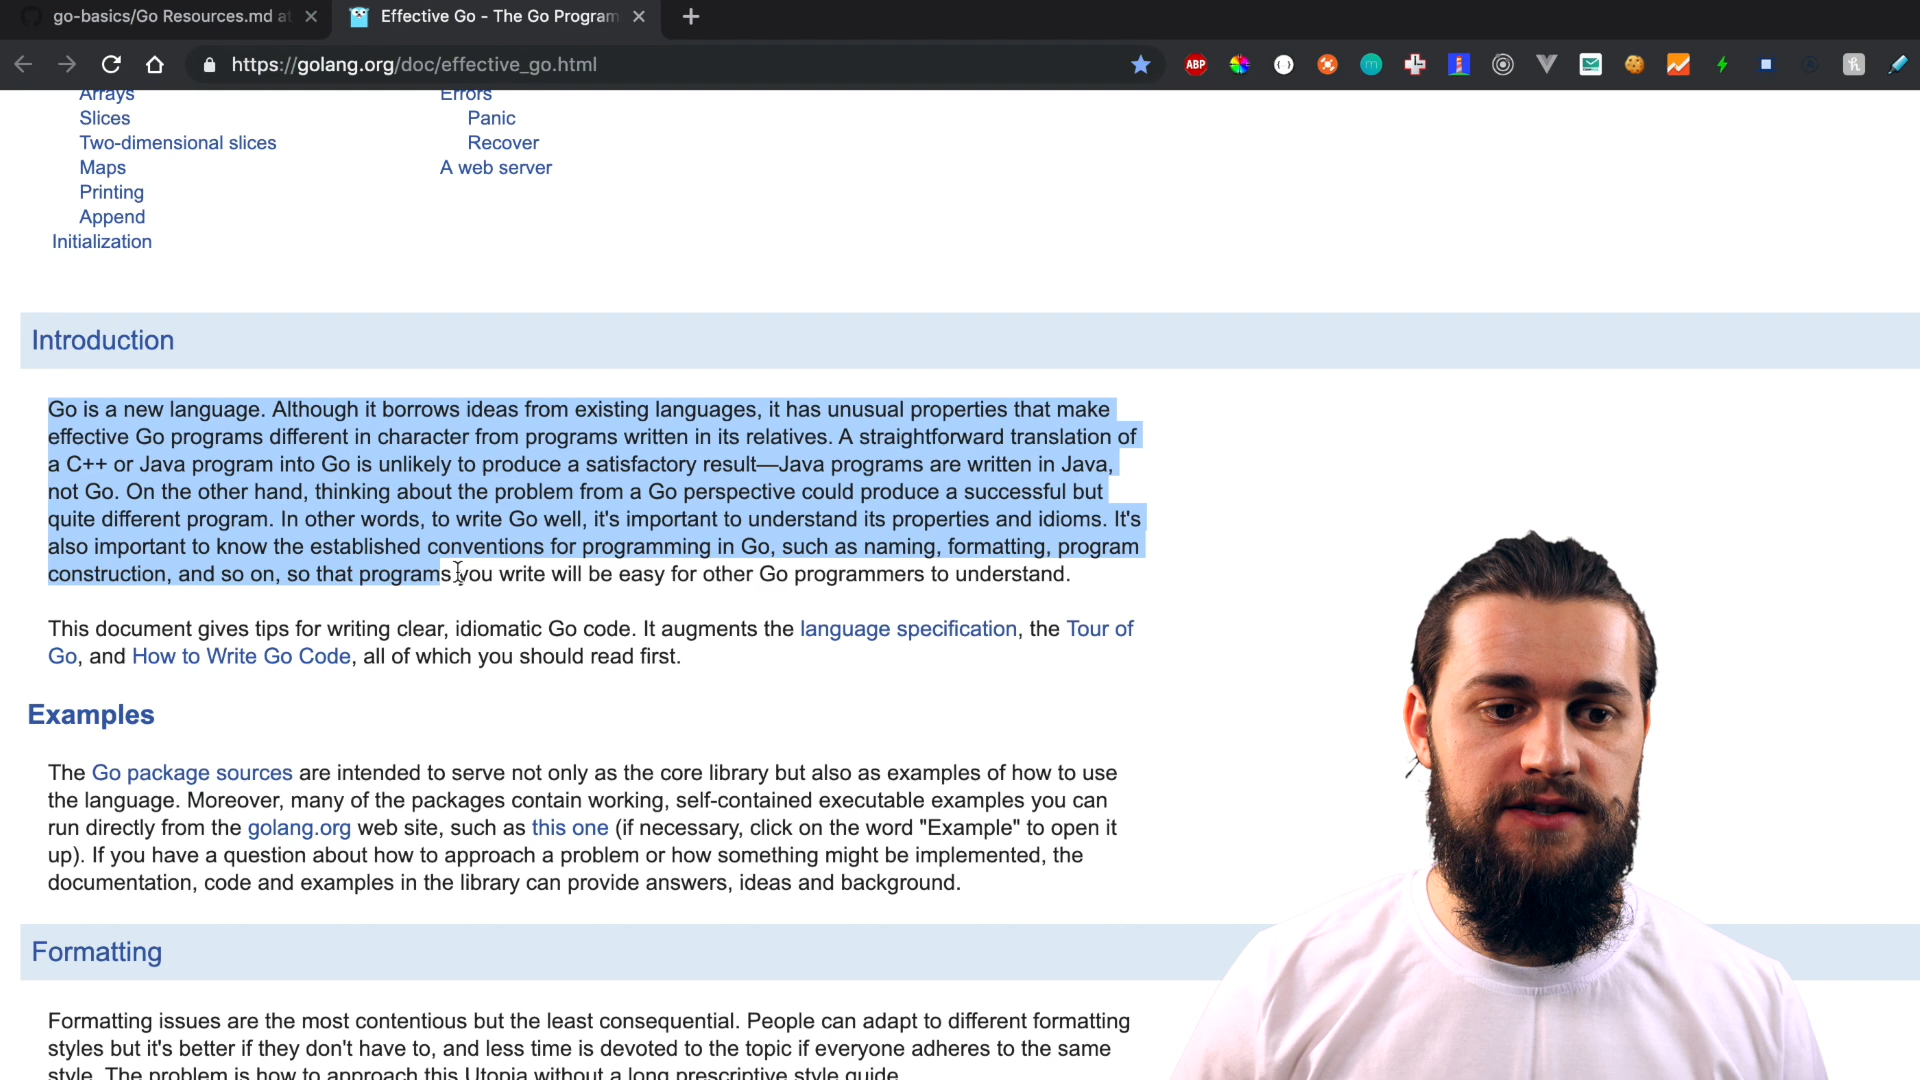 go-basics/Go Resources.md at
Effective Go - The Go Program
https://golang.org/doc/effective_go.html
ABP
Arrays
Slices
Two-dimensional slices
Maps
Printing
Append
Initialization
Errors
Panic
Recover
A web server
Introduction
Go is a new language. Although it borrows ideas from existing languages, it has unusual properties that make
effective Go programs different in character from programs written in its relatives. A straightforward translation of
a C++ or Java program into Go is unlikely to produce a satisfactory result—Java programs are written in Java,
not Go. On the other hand, thinking about the problem from a Go perspective could produce a successful but
quite different program. In other words, to write Go well, it's important to understand its properties and idioms. It's
also important to know the established conventions for programming in Go, such as naming, formatting, program
construction, and so on, so that programs you write will be easy for other Go programmers to understand.
This document gives tips for writing clear, idiomatic Go code. It augments the language specification, the Tour of
Go, and How to Write Go Code, all of which you should read first.
Examples
The Go package sources are intended to serve not only as the core library but also as examples of how to use
the language. Moreover, many of the packages contain working, self-contained executable examples you can
run directly from the golang.org web site, such as this one (if necessary, click on the word "Example" to open it
up). If you have a question about how to approach a problem or how something might be implemented, the
documentation, code and examples in the library can provide answers, ideas and background.
Formatting
Formatting issues are the most contentious but the least consequential. People can adapt to different formatting
styles but it's better if they don't have to, and less time is devoted to the topic if everyone adheres to the same
style. The problem is how to approach this Utopia without a long prescriptive style guide.